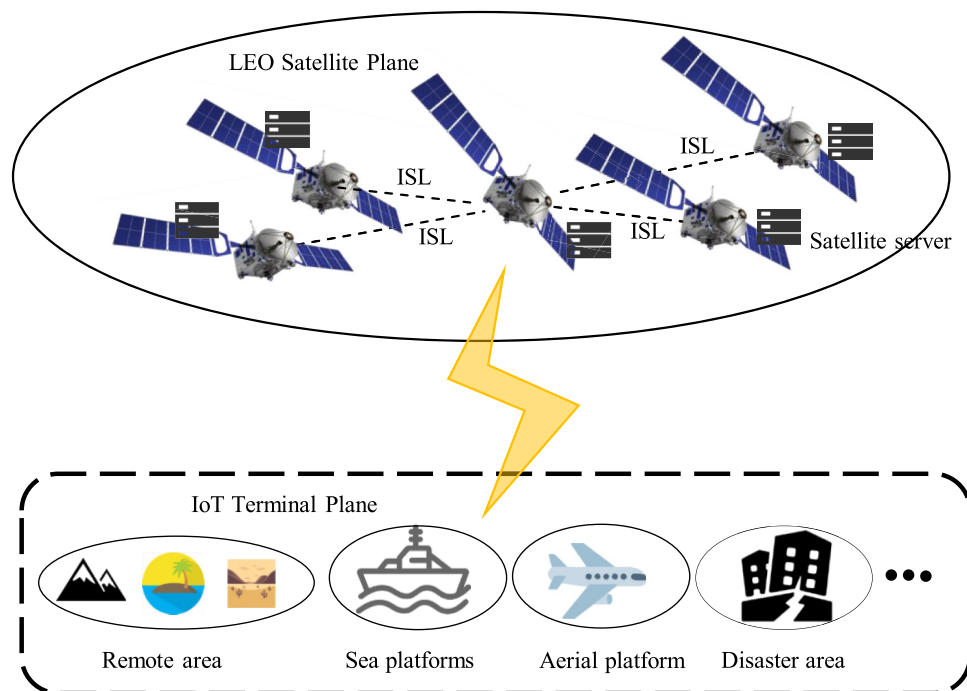 LEO Satellite Plane
ISL
ISL
ISL
ISL
Satellite server
IoT Terminal Plane
Remote area
Sea platforms
Aerial platform
Disaster area